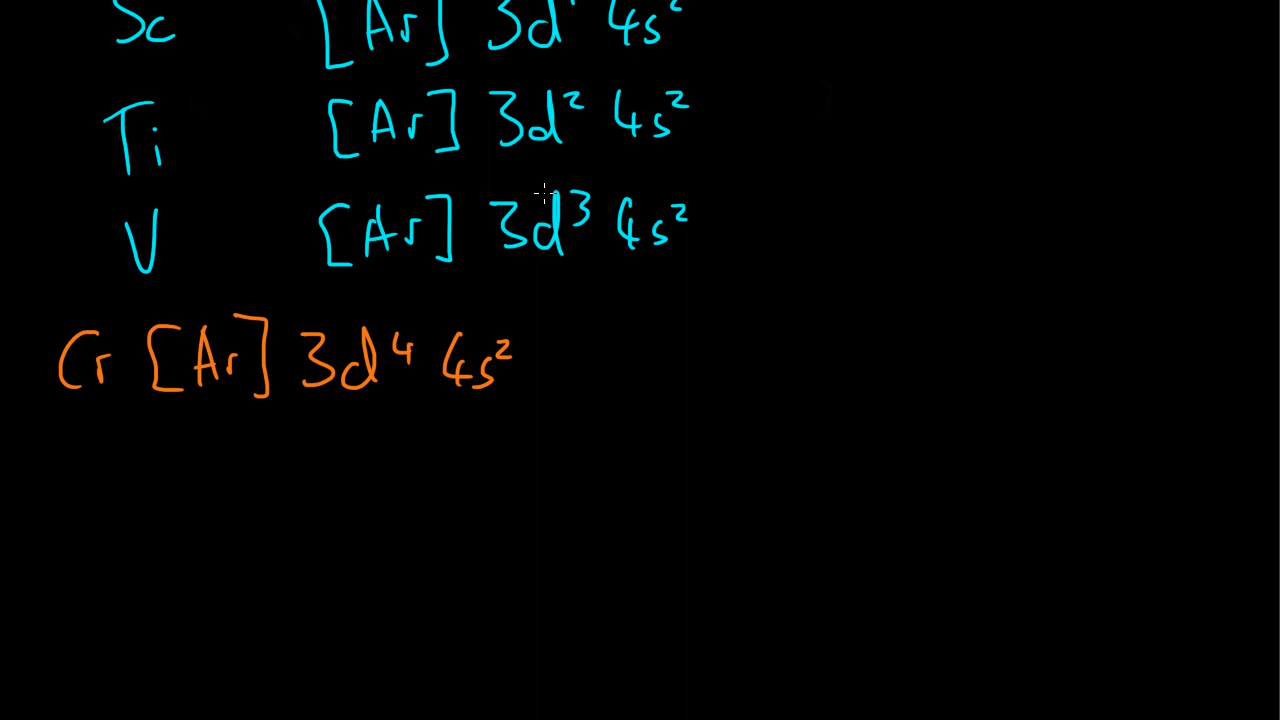 Sc [Ar] 3d¹ 4s²
Ti [Ar] 3d² 4s²
V [Ar] 3d³ 4s²
Cr [Ar] 3d⁴ 4s²